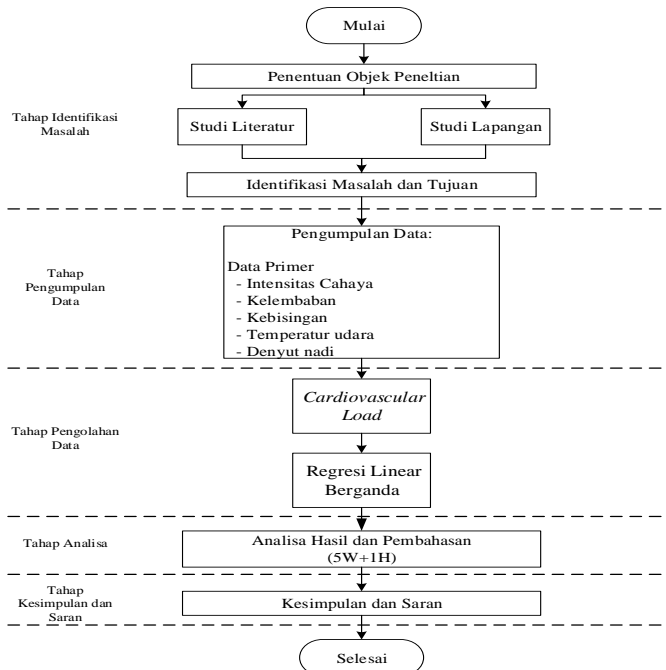 Mulai
Penentuan Objek Peneltian
Tahap Identifikasi
Masalah
Studi Literatur
Studi Lapangan
Identifikasi Masalah dan Tujuan
Tahap
Pengumpulan
Data
Pengumpulan Data:
Data Primer
- Intensitas Cahaya
- Kelembaban
- Kebisingan
- Temperatur udara
- Denyut nadi
Tahap Pengolahan
Data
Cardiovascular
Load
Regresi Linear
Berganda
Tahap Analisa
Analisa Hasil dan Pembahasan
(5W+1H)
Tahap
Kesimpulan dan
Saran
Kesimpulan dan Saran
Selesai